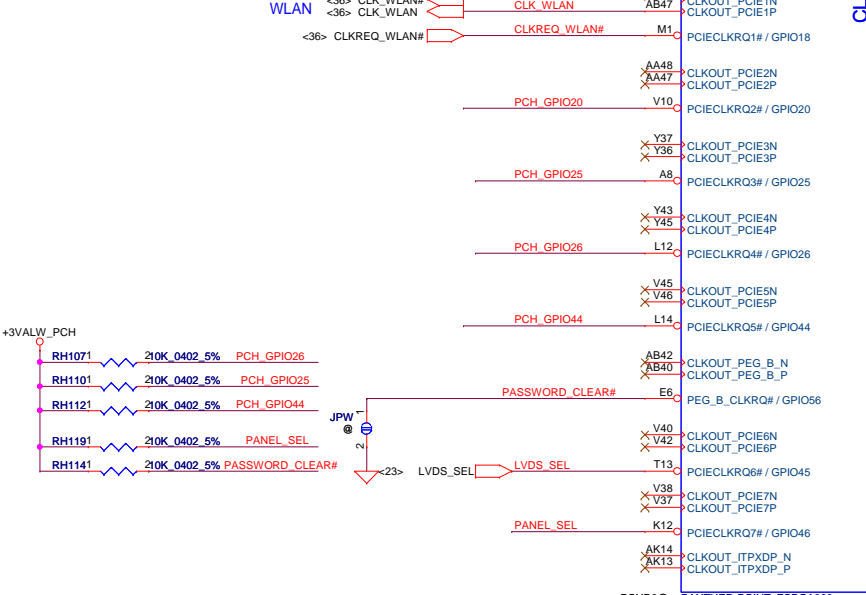 <36> CLK_WLAN#
CLKOUT_PCIE1N
WLAN <36> CLK_WLAN CLK_WLAN AB47 CLKOUT_PCIE1P
<36> CLKREQ_WLAN# CLKREQ_WLAN# M1 PCIECLKRQ1# / GPIO18
AA48 CLKOUT_PCIE2N
AA47 CLKOUT_PCIE2P
PCH_GPIO20 V10 PCIECLKRQ2# / GPIO20
Y37 CLKOUT_PCIE3N
Y36 CLKOUT_PCIE3P
PCH_GPIO25 A8 PCIECLKRQ3# / GPIO25
Y43 CLKOUT_PCIE4N
Y45 CLKOUT_PCIE4P
PCH_GPIO26 L12 PCIECLKRQ4# / GPIO26
V45 CLKOUT_PCIE5N
V46 CLKOUT_PCIE5P
PCH_GPIO44 L14 PCIECLKRQ5# / GPIO44
+3VALW_PCH
RH107 1 2 10K_0402_5% PCH_GPIO26
RH110 1 2 10K_0402_5% PCH_GPIO25
RH112 1 2 10K_0402_5% PCH_GPIO44
RH119 1 2 10K_0402_5% PANEL_SEL
RH114 1 2 10K_0402_5% PASSWORD_CLEAR#
AB42 CLKOUT_PEG_B_N
AB40 CLKOUT_PEG_B_P
PASSWORD_CLEAR# E6 PEG_B_CLKRQ# / GPIO56
JPW 1
@
2
V40 CLKOUT_PCIE6N
V42 CLKOUT_PCIE6P
<23> LVDS_SEL LVDS_SEL T13 PCIECLKRQ6# / GPIO45
V38 CLKOUT_PCIE7N
V37 CLKOUT_PCIE7P
PANEL_SEL K12 PCIECLKRQ7# / GPIO46
AK14 CLKOUT_ITPXDP_N
AK13 CLKOUT_ITPXDP_P
CL